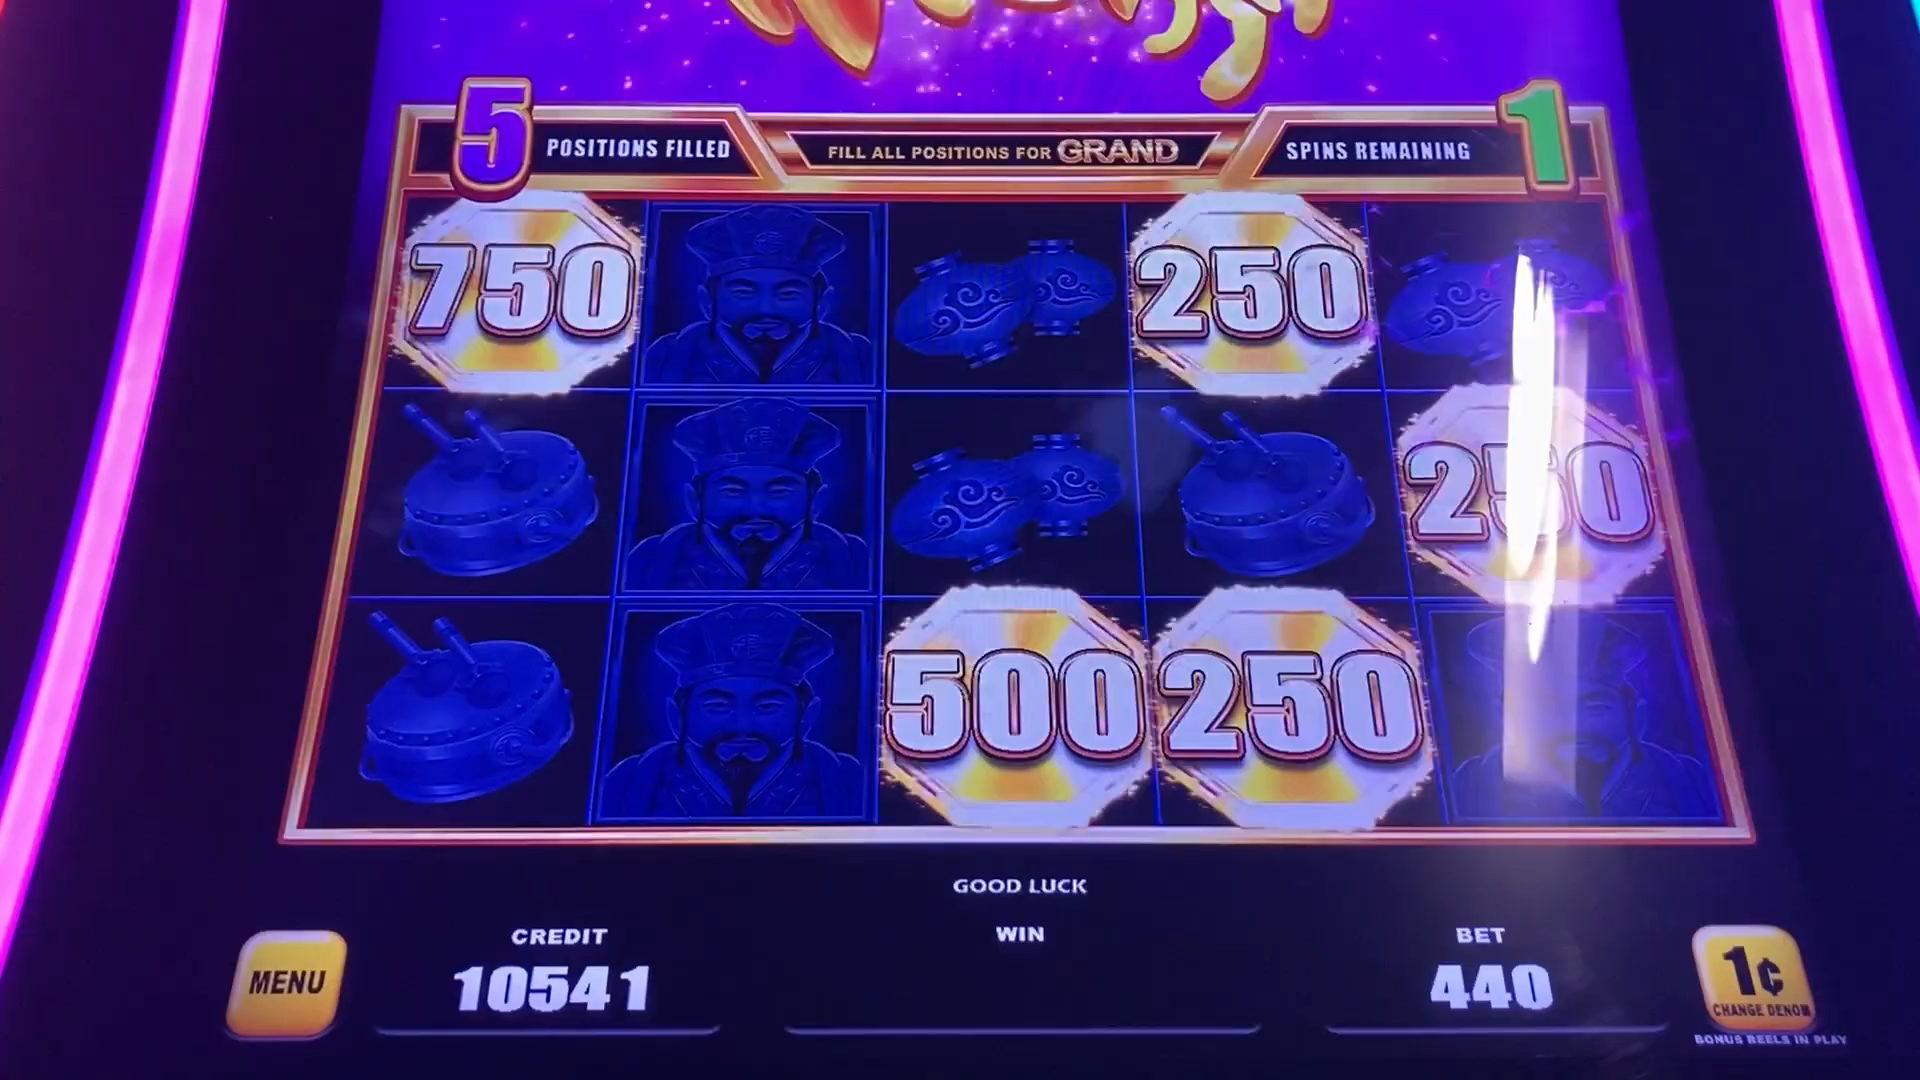 5 POSITIONS FILLED
FILL ALL POSITIONS FOR GRAND
SPINS REMAINING 1
750
250
250
500
250
GOOD LUCK
CREDIT
WIN
BET
MENU
10541
440
1¢
CHANGE DENOM
BONUS REELS IN PLAY